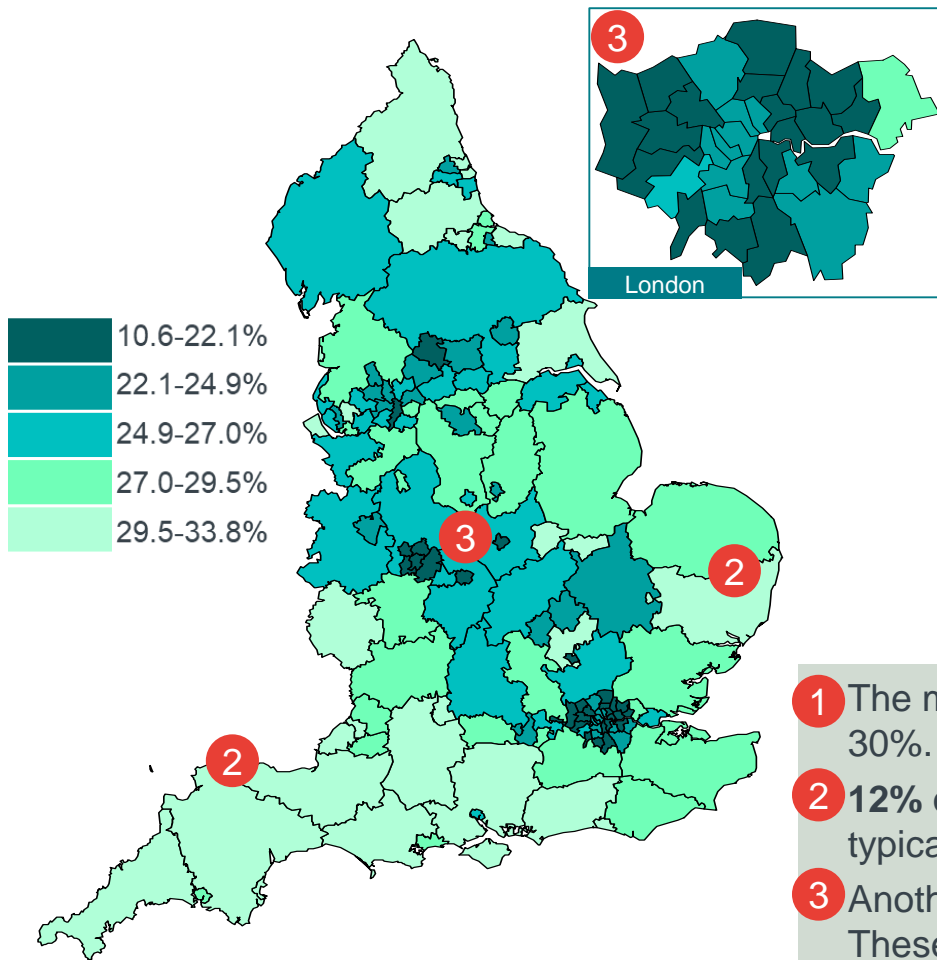 3
London
10.6-22.1%
22.1-24.9%
24.9-27.0%
27.0-29.5%
29.5-33.8%
3
2
2
1 The
30%.
2 12%
typica
3 Anoth
These